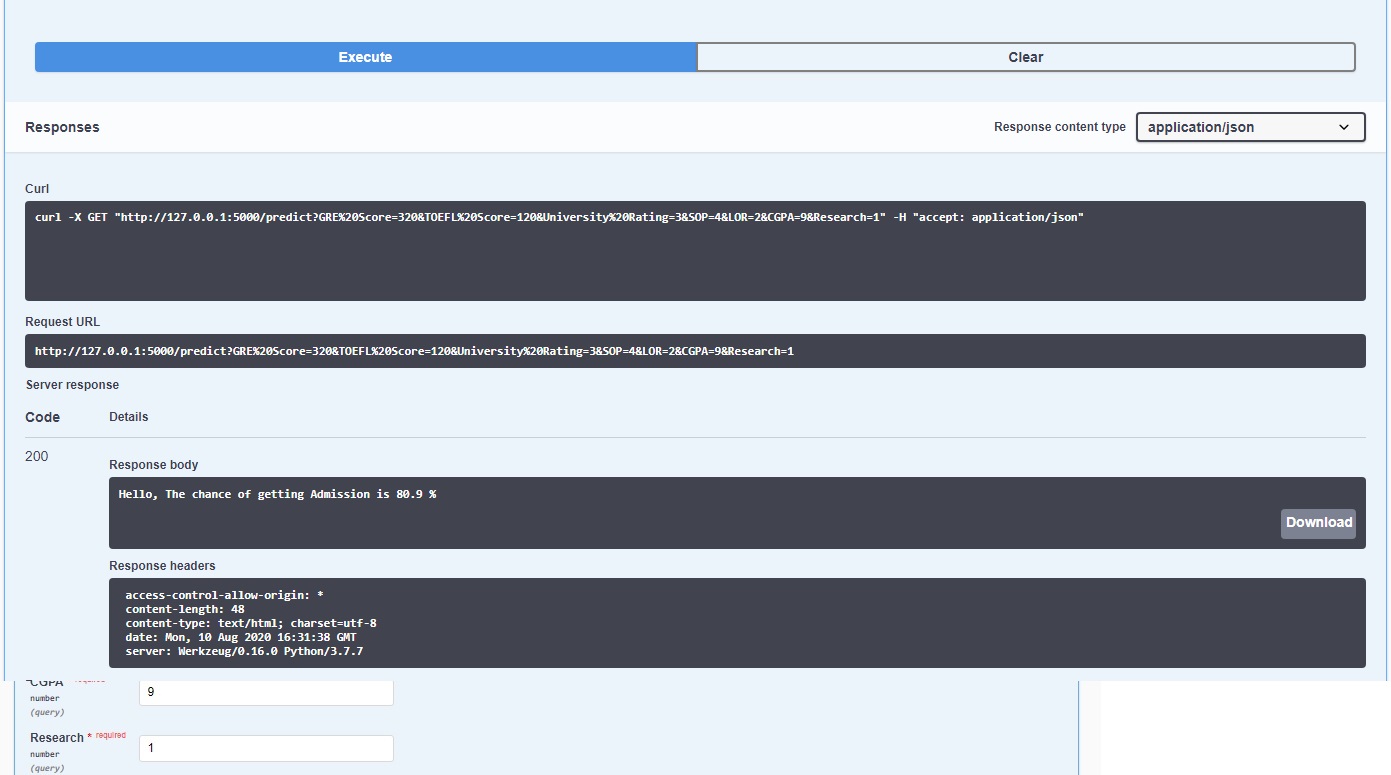 Execute
Clear
Responses
Response content type
application/json
Curl
curl -X GET "http://127.0.0.1:5000/predict?GRE%20Score=320&TOEFL%20Score=120&University%20Rating=3&SOP=4&LOR=2&CGPA=9&Research=1" -H "accept: application/json"
Request URL
http://127.0.0.1:5000/predict?GRE%20Score=320&TOEFL%20Score=120&University%20Rating=3&SOP=4&LOR=2&CGPA=9&Research=1
Server response
Code
Details
200
Response body
Hello, The chance of getting Admission is 80.9 %
Download
Response headers
access-control-allow-origin: *
content-length: 48
content-type: text/html; charset=utf-8
date: Mon, 10 Aug 2020 16:31:38 GMT
server: Werkzeug/0.16.0 Python/3.7.7
CGPA required
number
(query)
9
Research * required
number
(query)
1